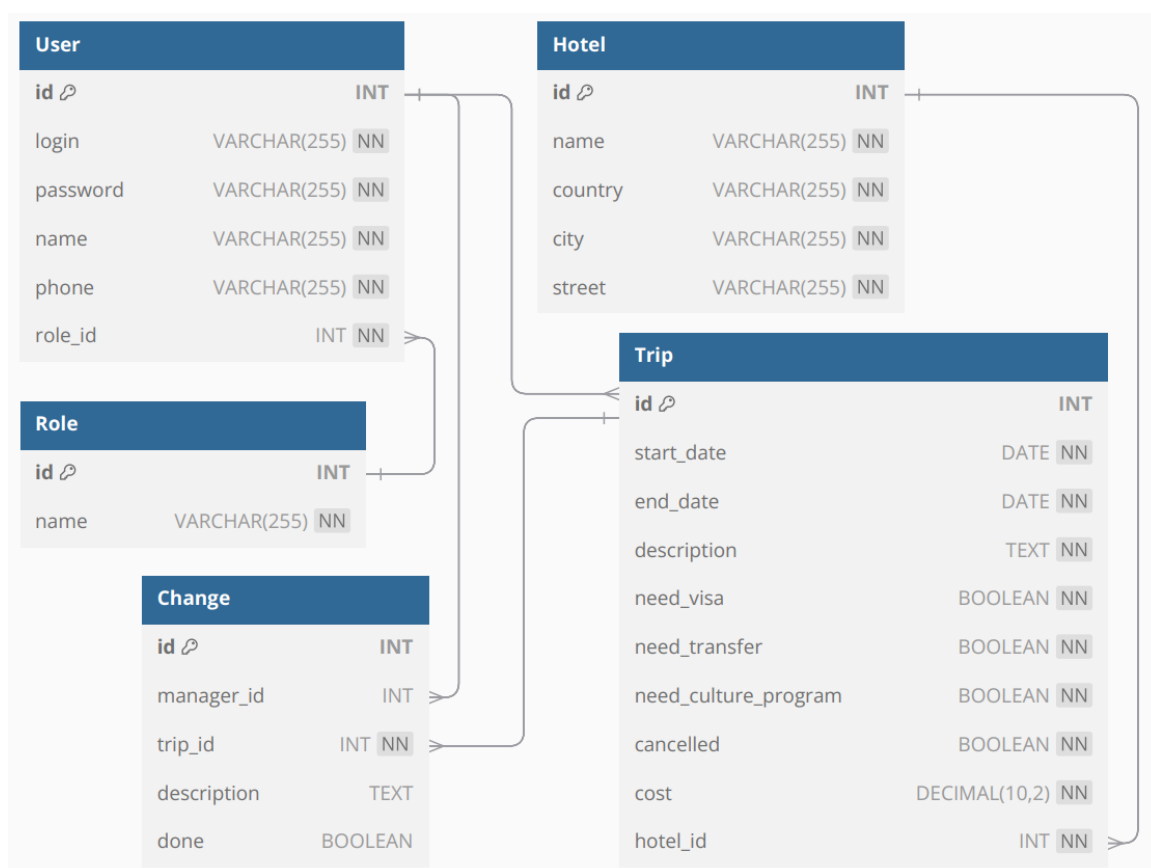 User
id INT
login VARCHAR(255) NN
password VARCHAR(255) NN
name VARCHAR(255) NN
phone VARCHAR(255) NN
role_id INT NN
Hotel
id INT
name VARCHAR(255) NN
country VARCHAR(255) NN
city VARCHAR(255) NN
street VARCHAR(255) NN
Role
id INT
name VARCHAR(255) NN
Trip
id INT
start_date DATE NN
end_date DATE NN
description TEXT NN
need_visa BOOLEAN NN
need_transfer BOOLEAN NN
need_culture_program BOOLEAN NN
cancelled BOOLEAN NN
cost DECIMAL(10,2) NN
hotel_id INT NN
Change
id INT
manager_id INT
trip_id INT NN
description TEXT
done BOOLEAN